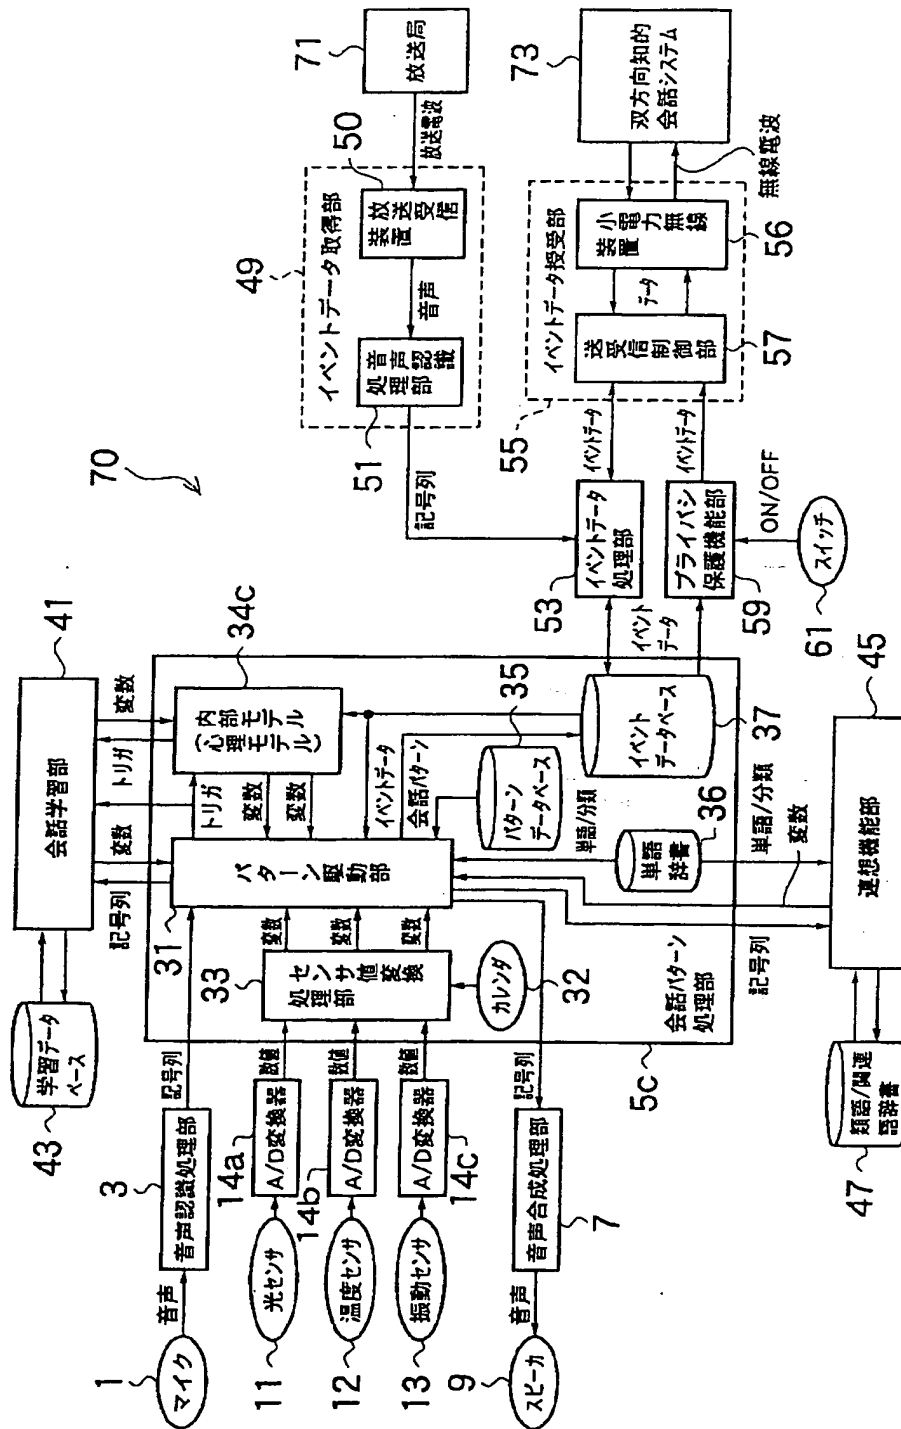 70
1
マイク
音声
3
音声認識処理部
記号列
11
光センサ
14a
A/D変換器
数値
12
温度センサ
14b
A/D変換器
数値
13
振動センサ
14c
A/D変換器
数値
9
スピーカ
音声
7
音声合成処理部
記号列
43
学習データ
ベース
41
会話学習部
記号列
変数
トリガ
変数
5c
会話パターン
処理部
33
センサ値変換
処理部
32
カレンダ
変数
変数
変数
31
パターン駆動部
トリガ
変数
変数
34c
内部モデル
(心理モデル)
イベントデータ
会話パターン
35
パターン
データベース
単語/分類
36
単語
辞書
37
イベント
データベース
記号列
単語/分類
変数
45
連想機能部
47
類語/関連
語辞書
イベント
データ
53
イベントデータ
処理部
59
プライバシ
保護機能部
61
スイッチ
ON/OFF
記号列
49
イベントデータ取得部
51
音声認識
処理部
音声
50
放送受信
装置
放送電波
71
放送局
イベントデータ
イベントデータ
55
イベントデータ授受部
57
送受信制御部
データ
56
小電力無線
装置
無線電波
73
双方向知的
会話システム